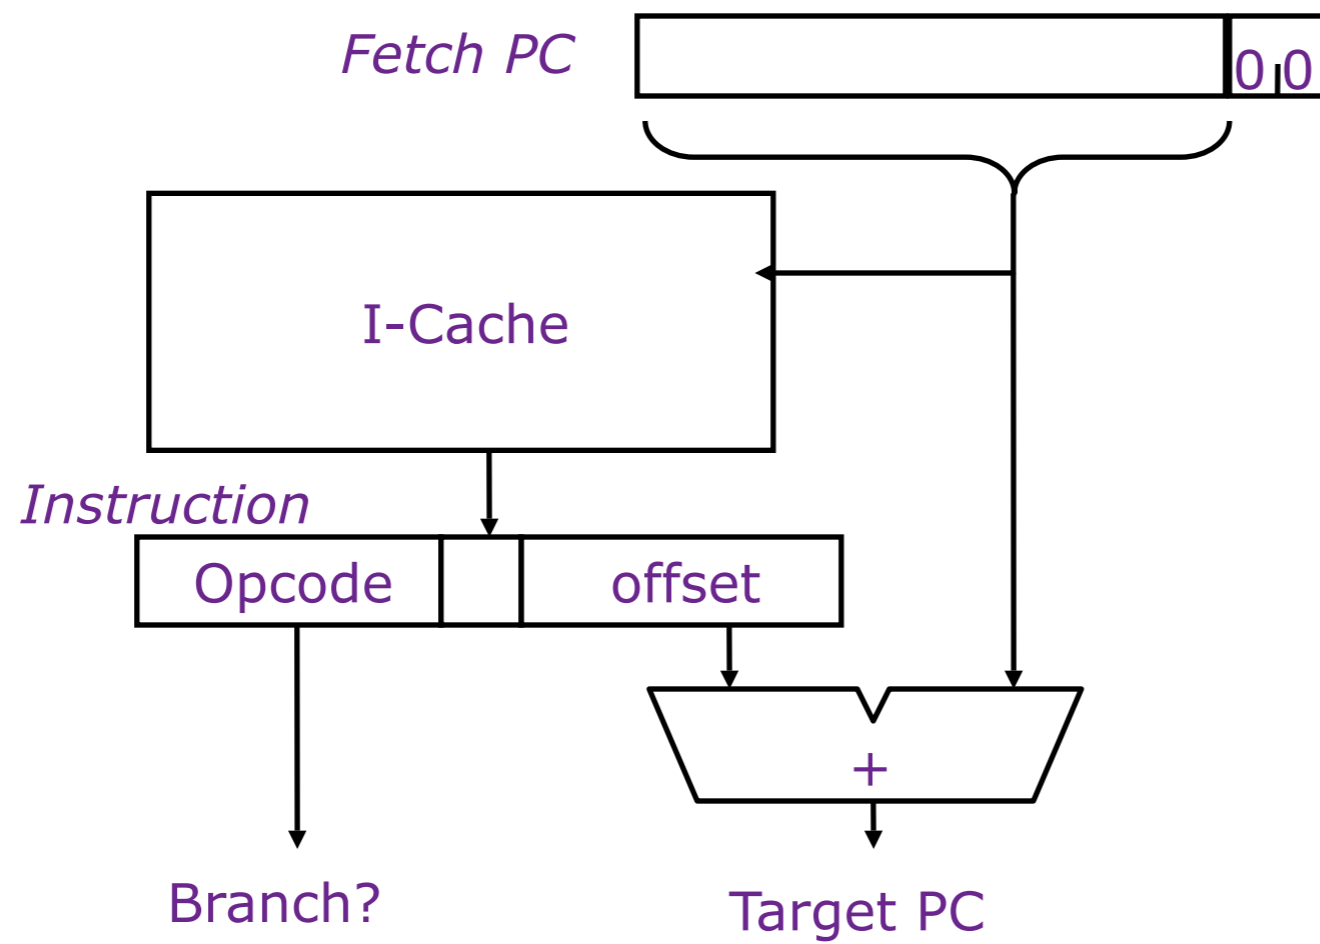 Fetch PC
0 0
I-Cache
Instruction
Opcode offset
+
Branch?
Target PC